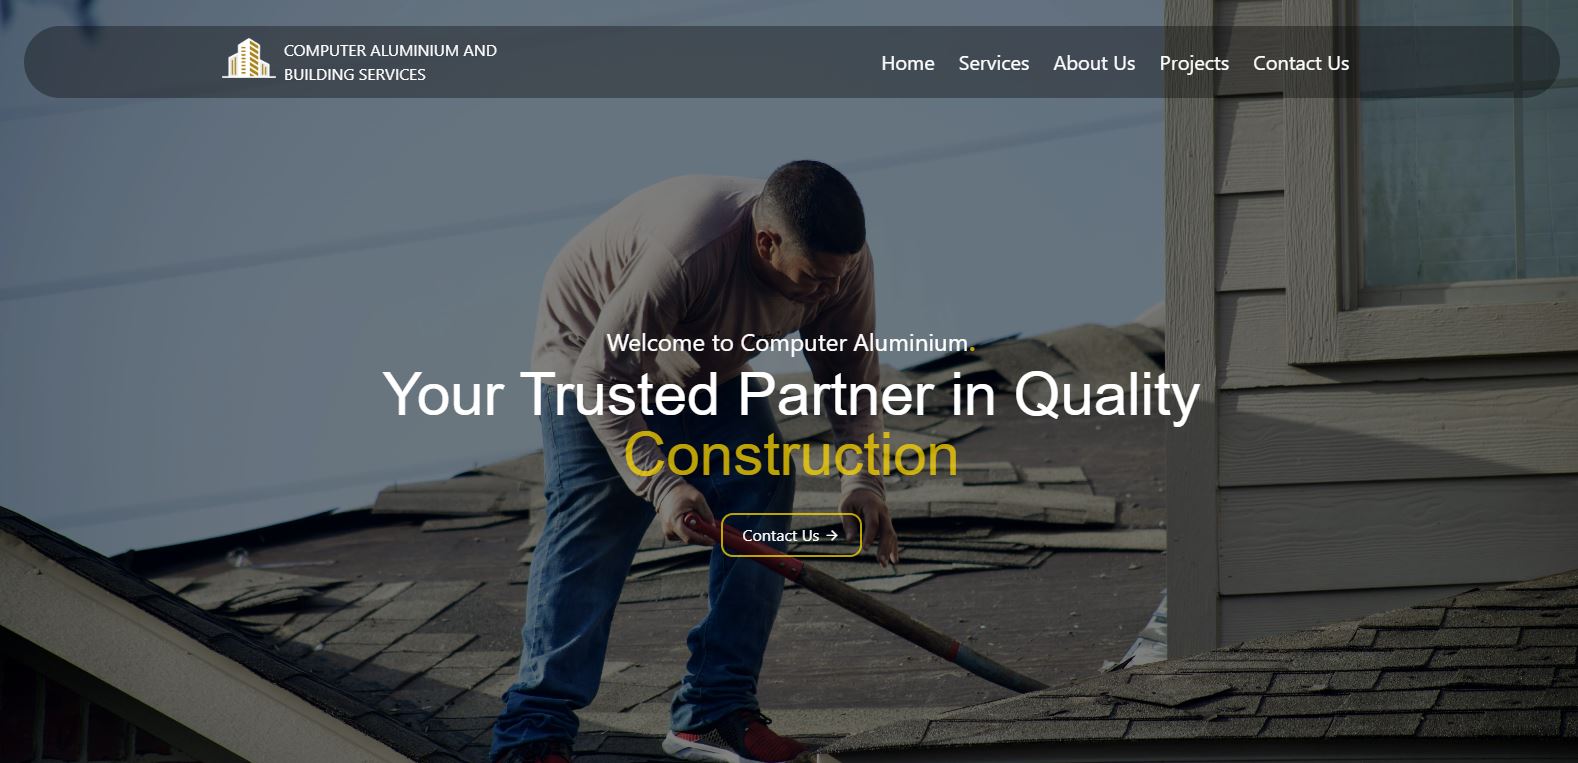 COMPUTER ALUMINIUM AND
BUILDING SERVICES
Home Services About Us Projects Contact Us
Welcome to Computer Aluminium.
Your Trusted Partner in Quality
Construction
Contact Us →